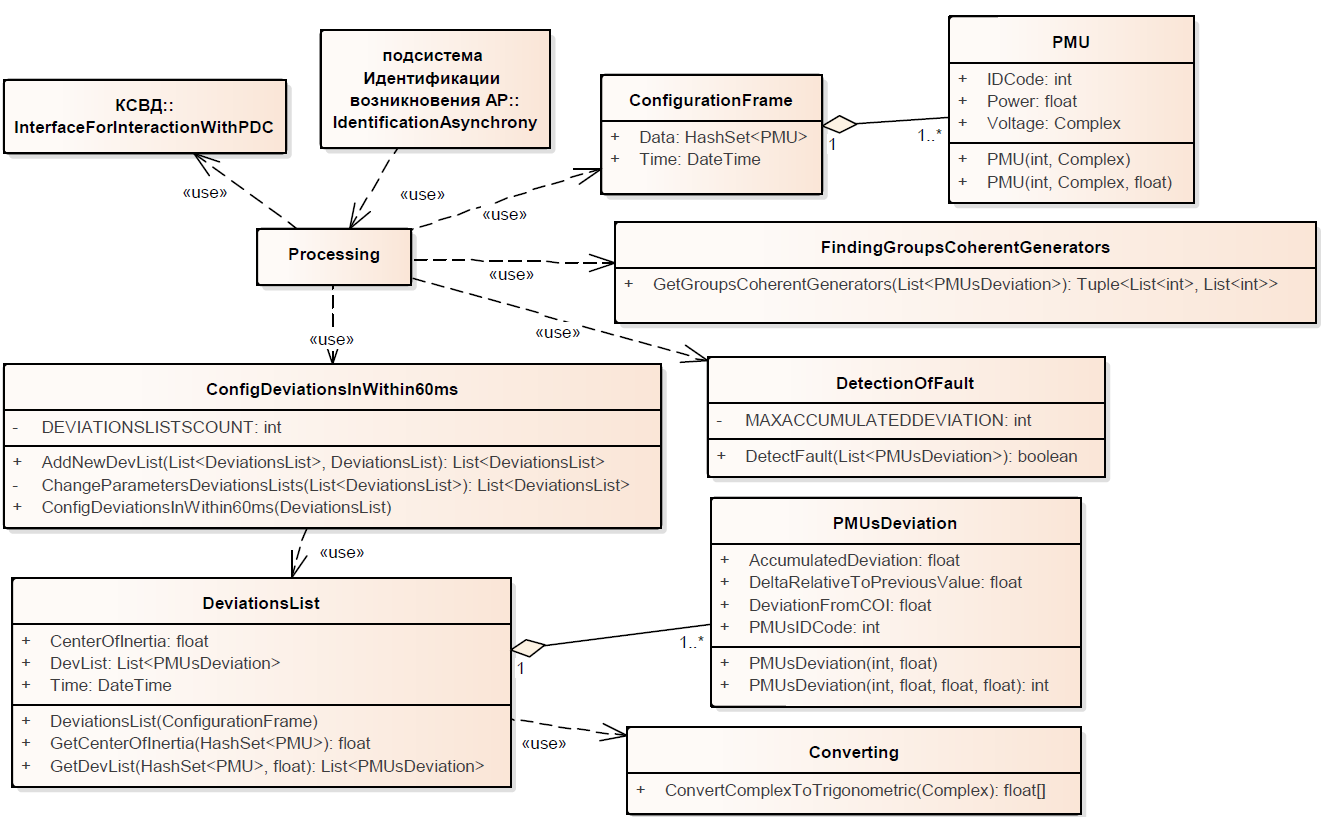 КСВД::
InterfaceForInteractionWithPDC
подсистема
Идентификации
возникновения АР::
IdentificationAsynchrony
ConfigurationFrame
+ Data: HashSet<PMU>
+ Time: DateTime
1
1..*
PMU
+ IDCode: int
+ Power: float
+ Voltage: Complex
+ PMU(int, Complex)
+ PMU(int, Complex, float)
«use»
«use»
«use»
Processing
«use»
FindingGroupsCoherentGenerators
+ GetGroupsCoherentGenerators(List<PMUsDeviation>): Tuple<List<int>, List<int>>
«use»
«use»
ConfigDeviationsInWithin60ms
- DEVIATIONSLISTSCOUNT: int
+ AddNewDevList(List<DeviationsList>, DeviationsList): List<DeviationsList>
- ChangeParametersDeviationsLists(List<DeviationsList>): List<DeviationsList>
+ ConfigDeviationsInWithin60ms(DeviationsList)
DetectionOfFault
- MAXACCUMULATEDDEVIATION: int
+ DetectFault(List<PMUsDeviation>): boolean
«use»
PMUsDeviation
+ AccumulatedDeviation: float
+ DeltaRelativeToPreviousValue: float
+ DeviationFromCOI: float
+ PMUsIDCode: int
+ PMUsDeviation(int, float)
+ PMUsDeviation(int, float, float, float): int
DeviationsList
+ CenterOfInertia: float
+ DevList: List<PMUsDeviation>
+ Time: DateTime
+ DeviationsList(ConfigurationFrame)
+ GetCenterOfInertia(HashSet<PMU>): float
+ GetDevList(HashSet<PMU>, float): List<PMUsDeviation>
1
1..*
«use»
Converting
+ ConvertComplexToTrigonometric(Complex): float[]